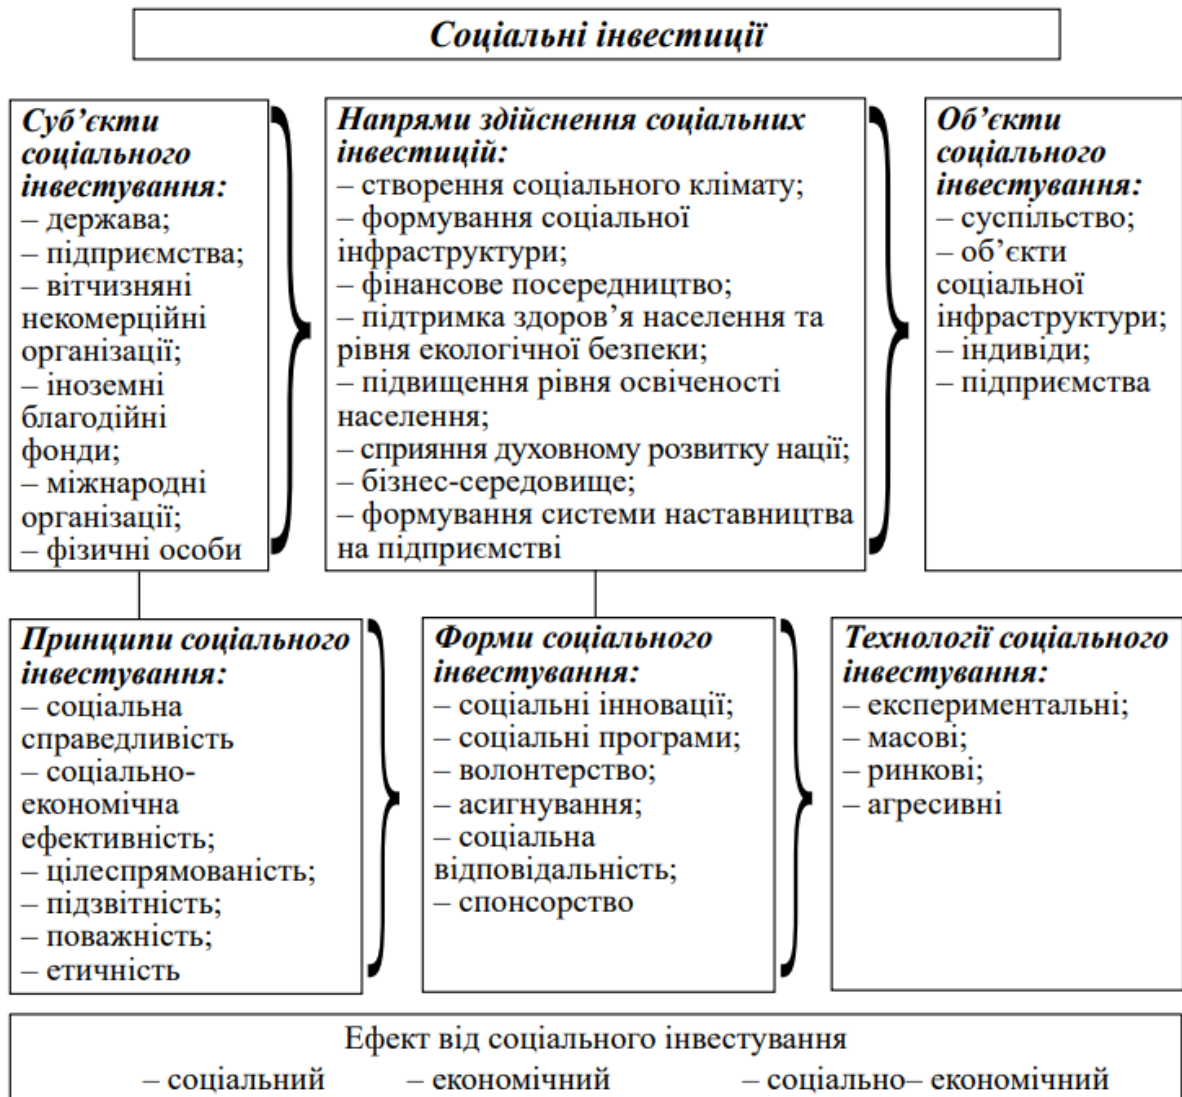 Соціальні інвестиції
Суб’єкти
соціального
інвестування:
– держава;
– підприємства;
– вітчизняні
некомерційні
організації;
– іноземні
благодійні
фонди;
– міжнародні
організації;
– фізичні особи
Напрями здійснення соціальних
інвестицій:
– створення соціального клімату;
– формування соціальної
інфраструктури;
– фінансове посередництво;
– підтримка здоров’я населення та
рівня екологічної безпеки;
– підвищення рівня освіченості
населення;
– сприяння духовному розвитку нації;
– бізнес-середовище;
– формування системи наставництва
на підприємстві
Об’єкти
соціального
інвестування:
– суспільство;
– об’єкти
соціальної
інфраструктури;
– індивіди;
– підприємства
Принципи соціального
інвестування:
– соціальна
справедливість
– соціально-
економічна
ефективність;
– цілеспрямованість;
– підзвітність;
– поважність;
– етичність
Форми соціального
інвестування:
– соціальні інновації;
– соціальні програми;
– волонтерство;
– асигнування;
– соціальна
відповідальність;
– спонсорство
Технології соціального
інвестування:
– експериментальні;
– масові;
– ринкові;
– агресивні
Ефект від соціального інвестування
– соціальний – економічний – соціально– економічний